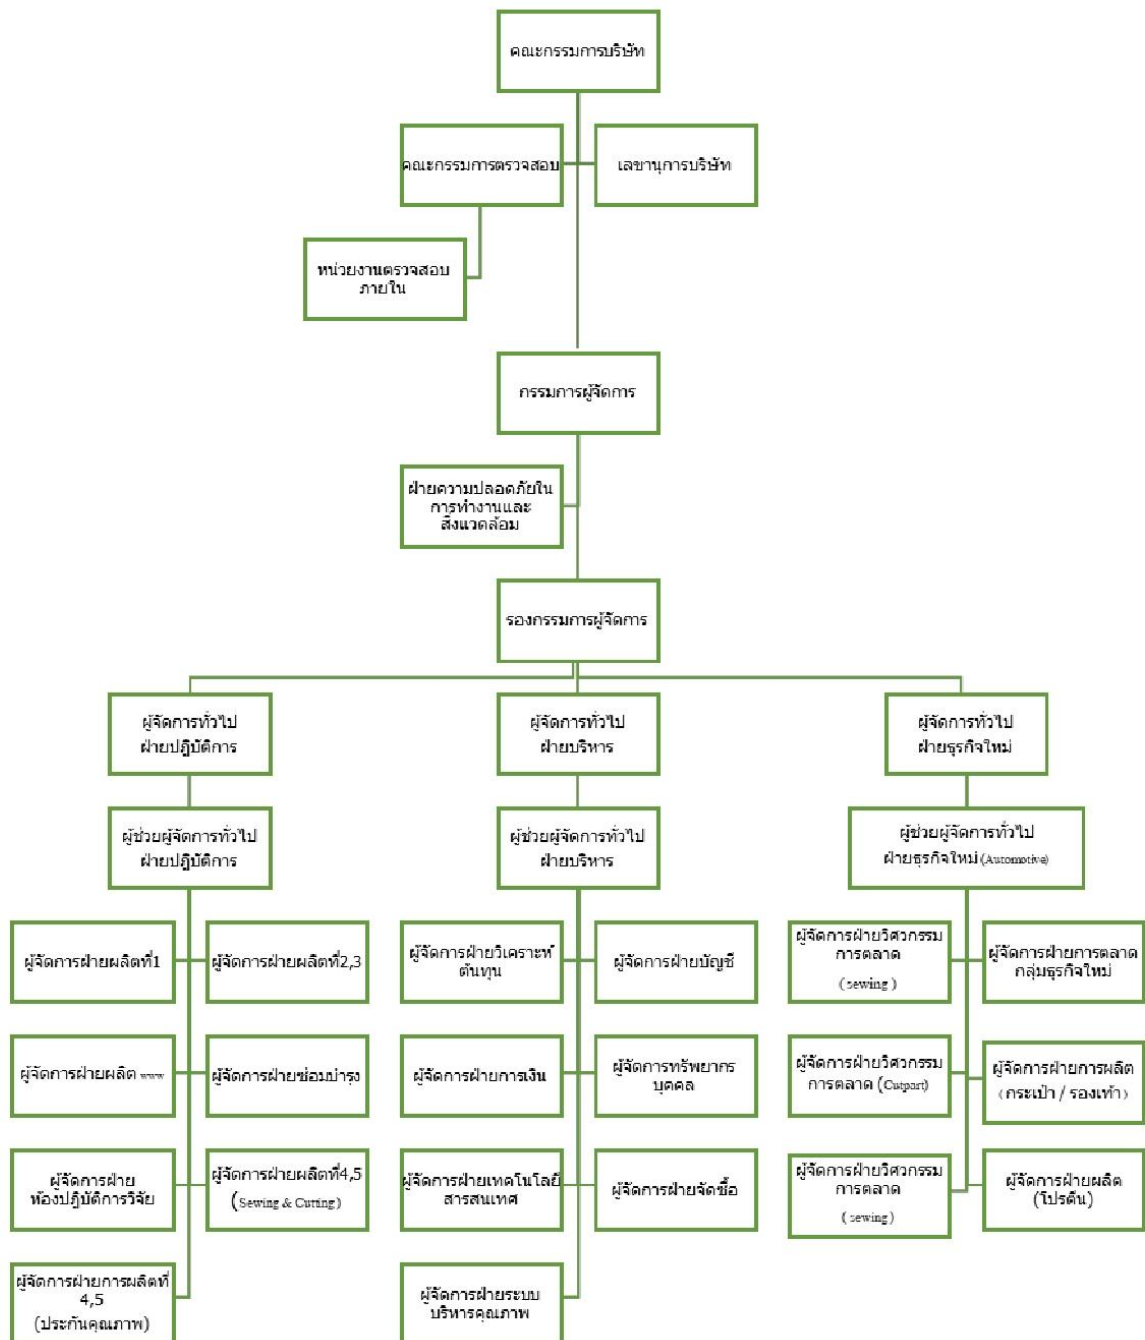 คณะกรรมการบริษัท
คณะกรรมการตรวจสอบ
เลขานุการบริษัท
หน่วยงานตรวจสอบ
ภายใน
กรรมการผู้จัดการ
ฝ่ายความปลอดภัยใน
การทำงานและ
สิ่งแวดล้อม
รองกรรมการผู้จัดการ
ผู้จัดการทั่วไป
ฝ่ายปฏิบัติการ
ผู้จัดการทั่วไป
ฝ่ายบริหาร
ผู้จัดการทั่วไป
ฝ่ายธุรกิจใหม่
ผู้ช่วยผู้จัดการทั่วไป
ฝ่ายปฏิบัติการ
ผู้ช่วยผู้จัดการทั่วไป
ฝ่ายบริหาร
ผู้ช่วยผู้จัดการทั่วไป
ฝ่ายธุรกิจใหม่ (Automotive)
ผู้จัดการฝ่ายผลิตที่1
ผู้จัดการฝ่ายผลิตที่2,3
ผู้จัดการฝ่ายวิเคราะห์
ต้นทุน
ผู้จัดการฝ่ายบัญชี
ผู้จัดการฝ่ายวิศวกรรม
การตลาด
( sewing )
ผู้จัดการฝ่ายการตลาด
กลุ่มธุรกิจใหม่
ผู้จัดการฝ่ายผลิต www
ผู้จัดการฝ่ายซ่อมบำรุง
ผู้จัดการฝ่ายการเงิน
ผู้จัดการทรัพยากร
บุคคล
ผู้จัดการฝ่ายวิศวกรรม
การตลาด (Cutpart)
ผู้จัดการฝ่ายการผลิต
(กระเป๋า / รองเท้า)
ผู้จัดการฝ่าย
ห้องปฏิบัติการวิจัย
ผู้จัดการฝ่ายผลิตที่4,5
(Sewing & Cutting)
ผู้จัดการฝ่ายเทคโนโลยี
สารสนเทศ
ผู้จัดการฝ่ายจัดซื้อ
ผู้จัดการฝ่ายวิศวกรรม
การตลาด
( sewing )
ผู้จัดการฝ่ายผลิต
(โปรตีน)
ผู้จัดการฝ่ายการผลิตที่
4,5
(ประกันคุณภาพ)
ผู้จัดการฝ่ายระบบ
บริหารคุณภาพ